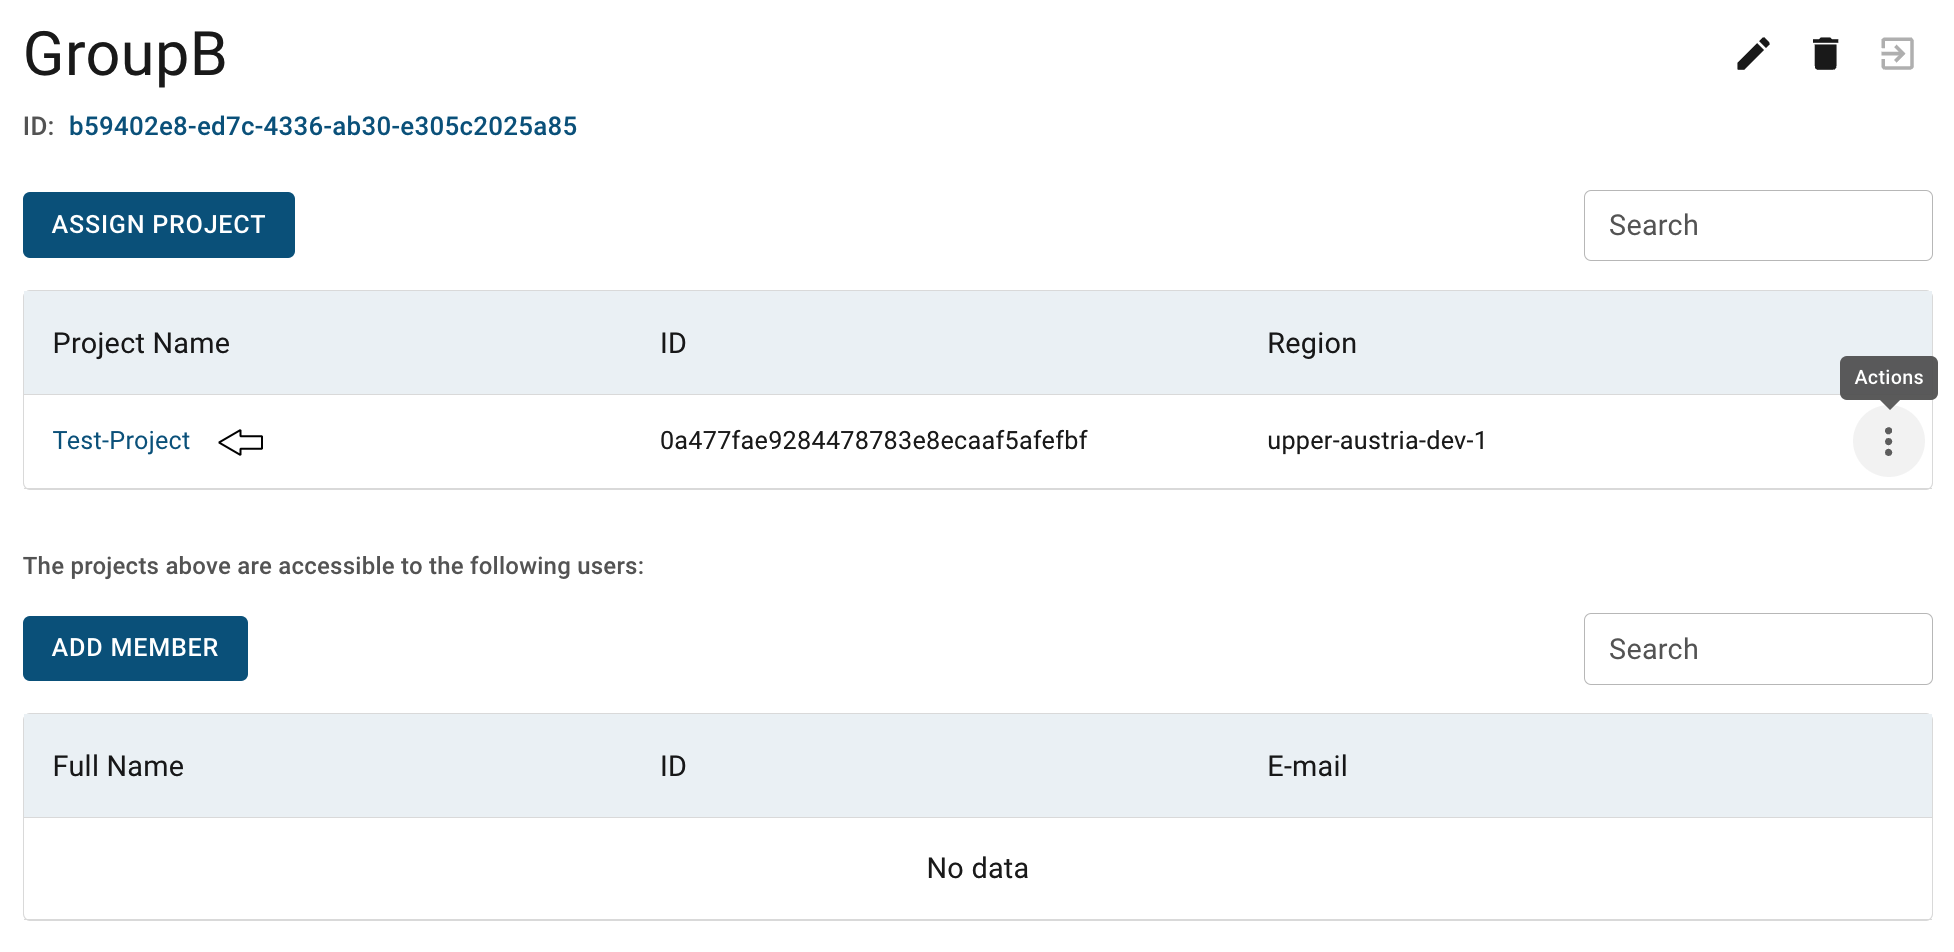 GroupB
ID: b59402e8-ed7c-4336-ab30-e305c2025a85
ASSIGN PROJECT
Search
Project Name ID Region
Actions
Test-Project 0a477fae9284478783e8ecaaf5afefbf upper-austria-dev-1
The projects above are accessible to the following users:
ADD MEMBER
Search
Full Name ID E-mail
No data